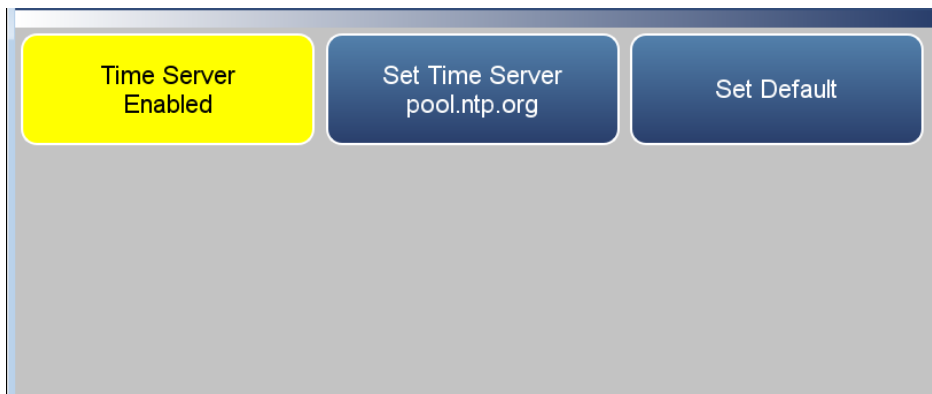 Time Server
Enabled
Set Time Server
pool.ntp.org
Set Default